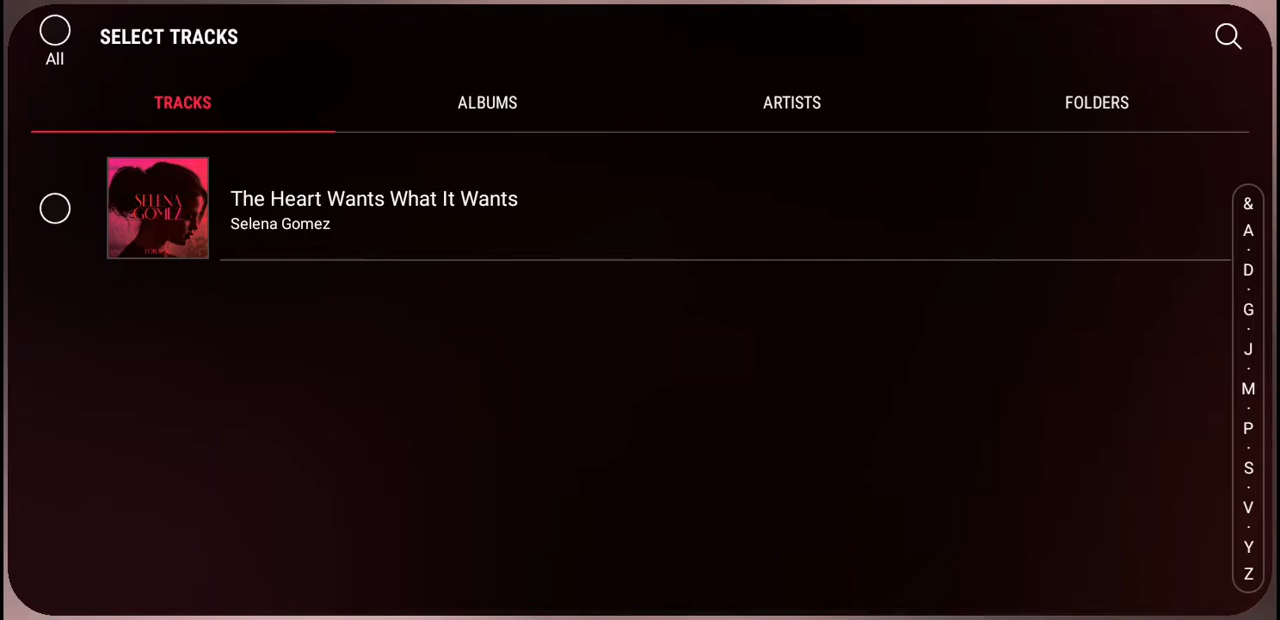 All
SELECT TRACKS
TRACKS
ALBUMS
ARTISTS
FOLDERS
SELENA
GOMEZ
The Heart Wants What It Wants
Selena Gomez
&
A
.
D
.
G
.
J
.
M
.
P
.
S
.
V
.
Y
Z